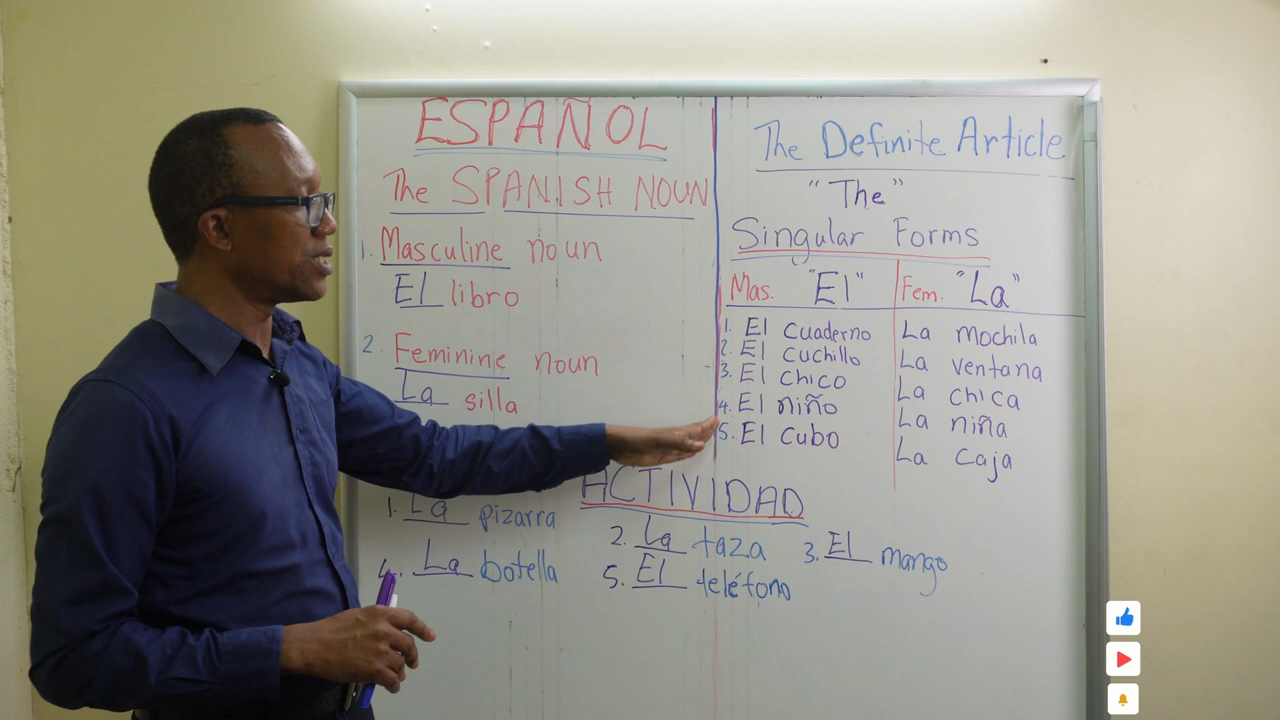 ESPAÑOL
The SPANISH NOUN
1. Masculine noun
EL libro
2. Feminine noun
La silla
The Definite Article
"The"
Singular Forms
Mas. "El" Fem. "La"
1. El cuaderno La mochila
2. El cuchillo La ventana
3. El chico La chica
4. El niño La niña
5. El cubo La caja
ACTIVIDAD
1. La pizarra 2. La taza 3. El mango
4. La botella 5. El teléfono